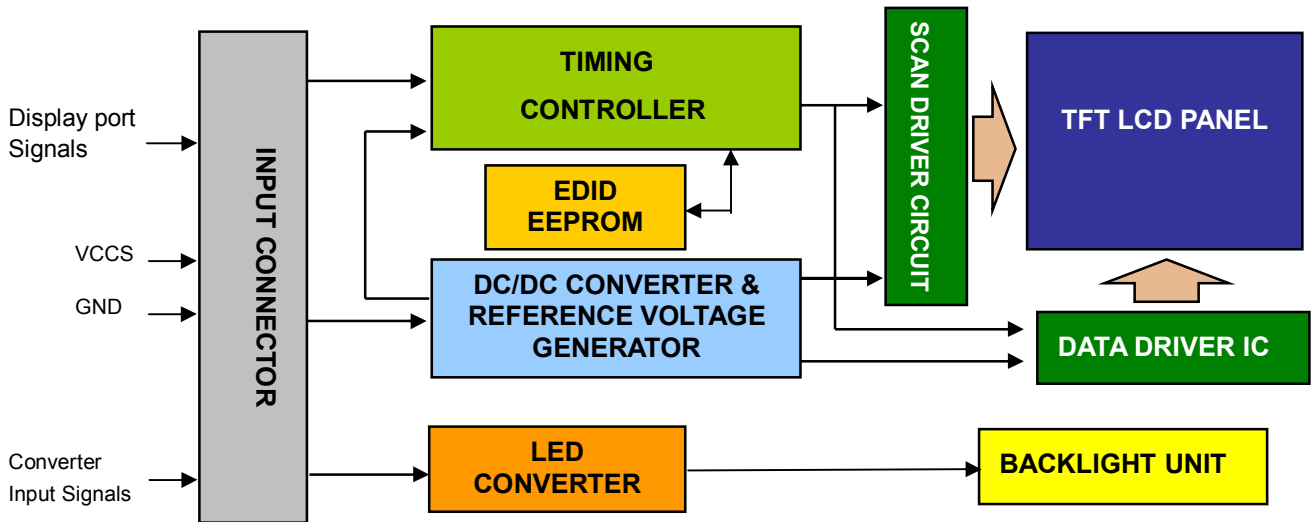 Display port
Signals
VCCS
GND
Converter
Input Signals
INPUT CONNECTOR
TIMING
CONTROLLER
EDID
EEPROM
DC/DC CONVERTER &
REFERENCE VOLTAGE
GENERATOR
LED
CONVERTER
SCAN DRIVER CIRCUIT
TFT LCD PANEL
DATA DRIVER IC
BACKLIGHT UNIT